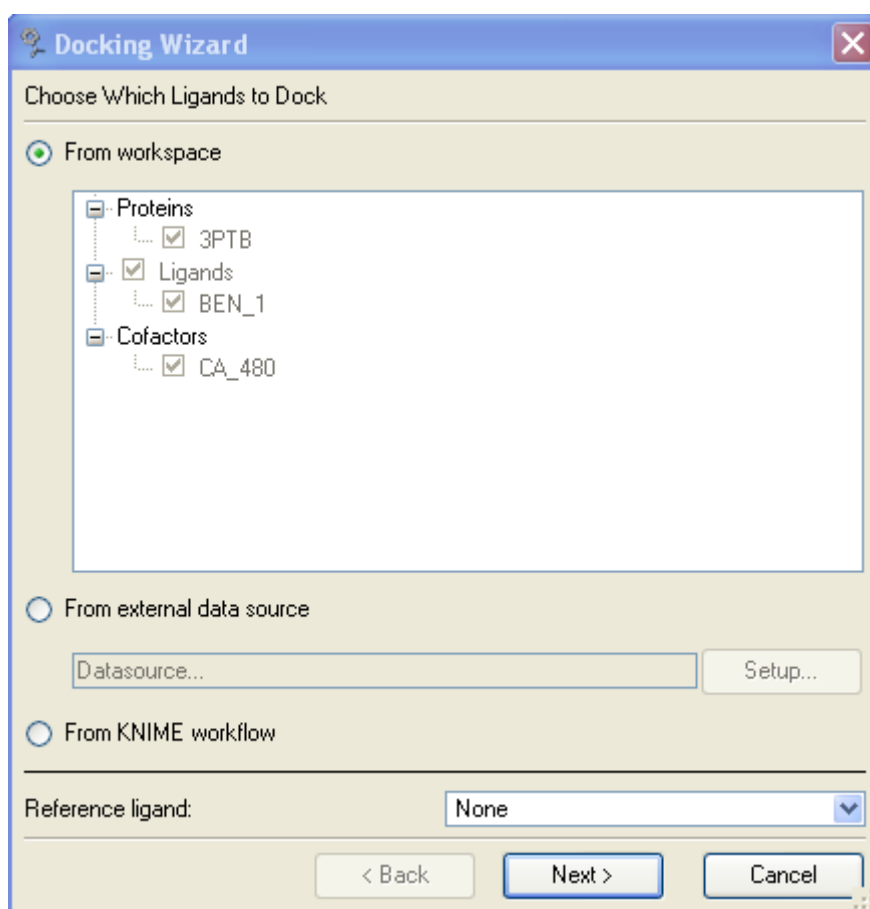 Docking Wizard
Choose Which Ligands to Dock
From workspace
Proteins
3PTB
Ligands
BEN_1
Cofactors
CA_480
From external data source
Datasource... Setup...
From KNIME workflow
Reference ligand: None
< Back Next > Cancel